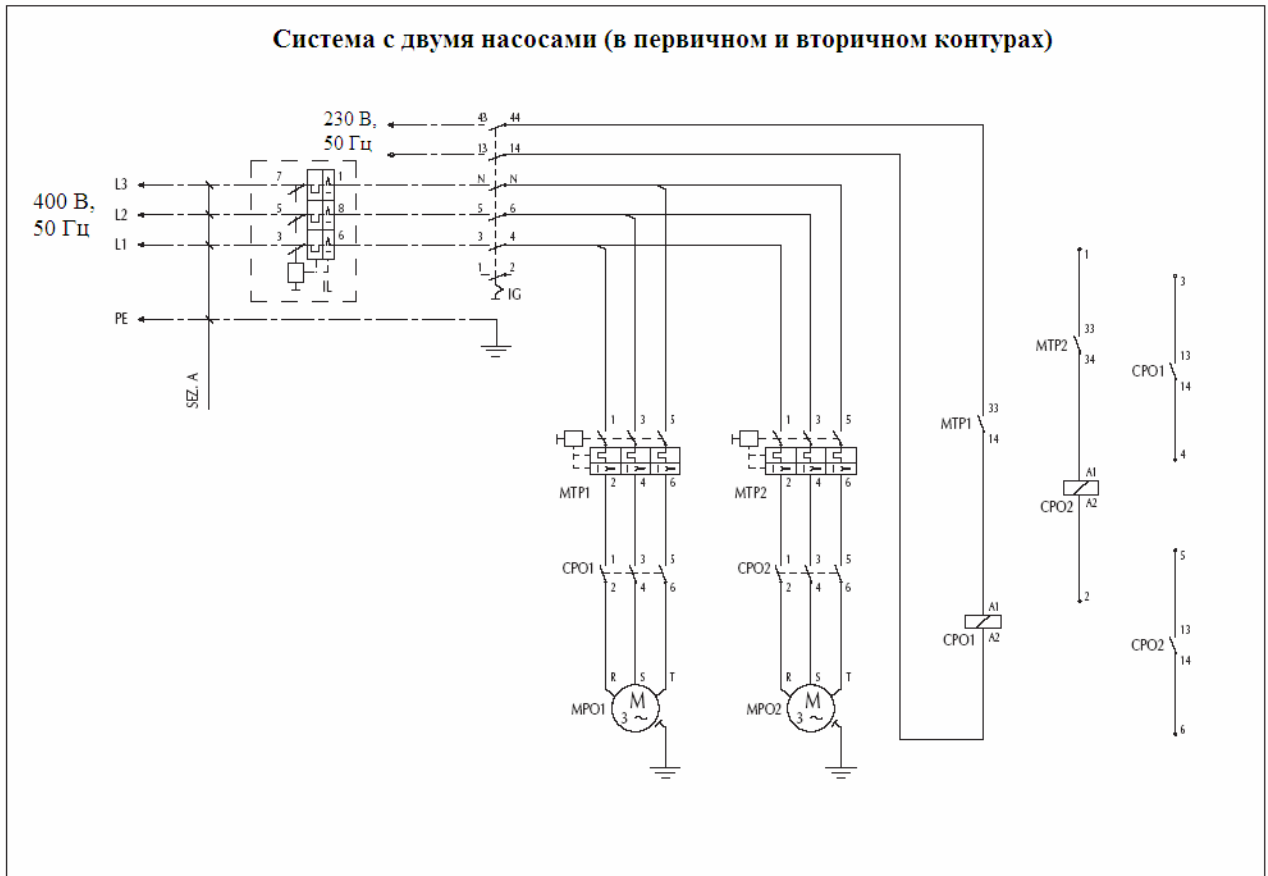 Система с двумя насосами (в первичном и вторичном контурах)
230 В,
50 Гц
43 44
13 14
400 В,
50 Гц
L3 7 1 N N
L2 5 8 5 6
L1 3 6 3 4
IL
1 2
IG
PE
SEZ. A
1 3 5
MTP1
2 4 6
1 3 5
MTP2
2 4 6
CPO1
1 3 5
2 4 6
CPO2
1 3 5
2 4 6
R S T
MPO1
M
3 ~
R S T
MPO2
M
3 ~
MTP1
33
14
CPO1
A1
A2
1
MTP2
33
34
CPO2
A1
A2
2
3
CPO1
13
14
4
5
CPO2
13
14
6